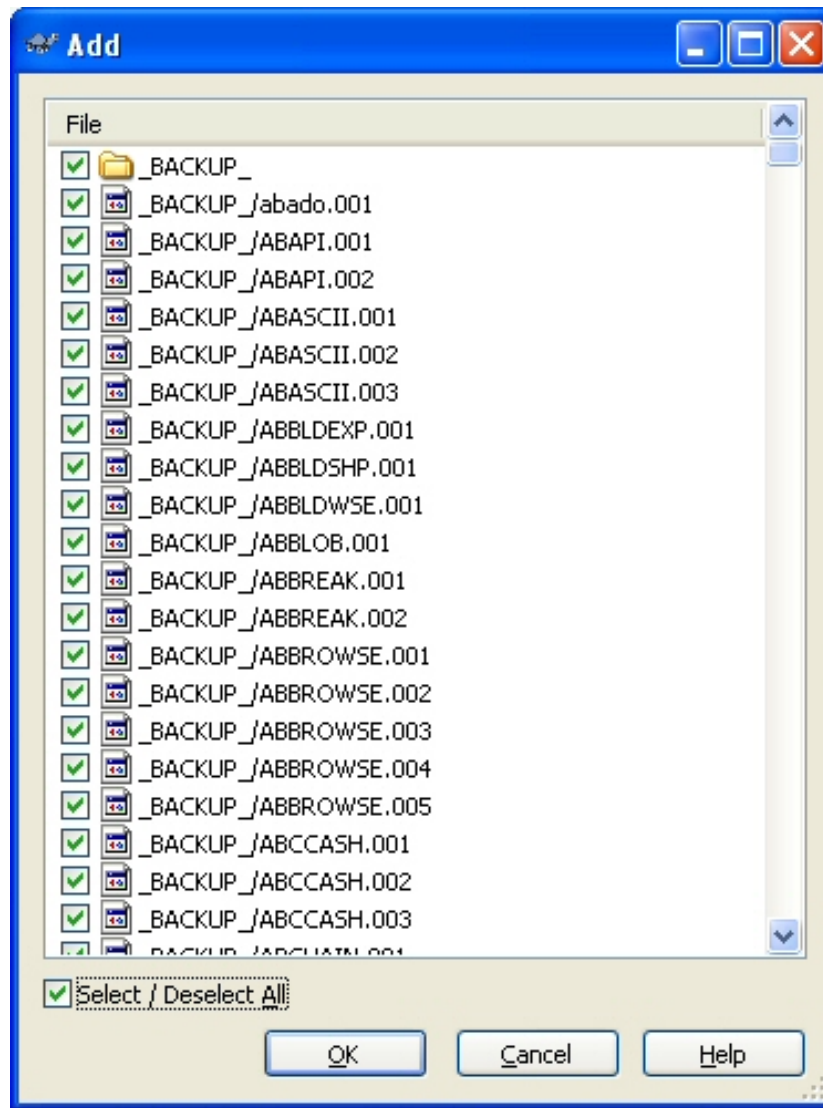 Add
File
_BACKUP_
_BACKUP_/abado.001
_BACKUP_/ABAPI.001
_BACKUP_/ABAPI.002
_BACKUP_/ABASCII.001
_BACKUP_/ABASCII.002
_BACKUP_/ABASCII.003
_BACKUP_/ABBLDEXP.001
_BACKUP_/ABBLDSHP.001
_BACKUP_/ABBLDWSE.001
_BACKUP_/ABBLOB.001
_BACKUP_/ABBREAK.001
_BACKUP_/ABBREAK.002
_BACKUP_/ABBROWSE.001
_BACKUP_/ABBROWSE.002
_BACKUP_/ABBROWSE.003
_BACKUP_/ABBROWSE.004
_BACKUP_/ABBROWSE.005
_BACKUP_/ABCCASH.001
_BACKUP_/ABCCASH.002
_BACKUP_/ABCCASH.003
Select / Deselect All
OK Cancel Help